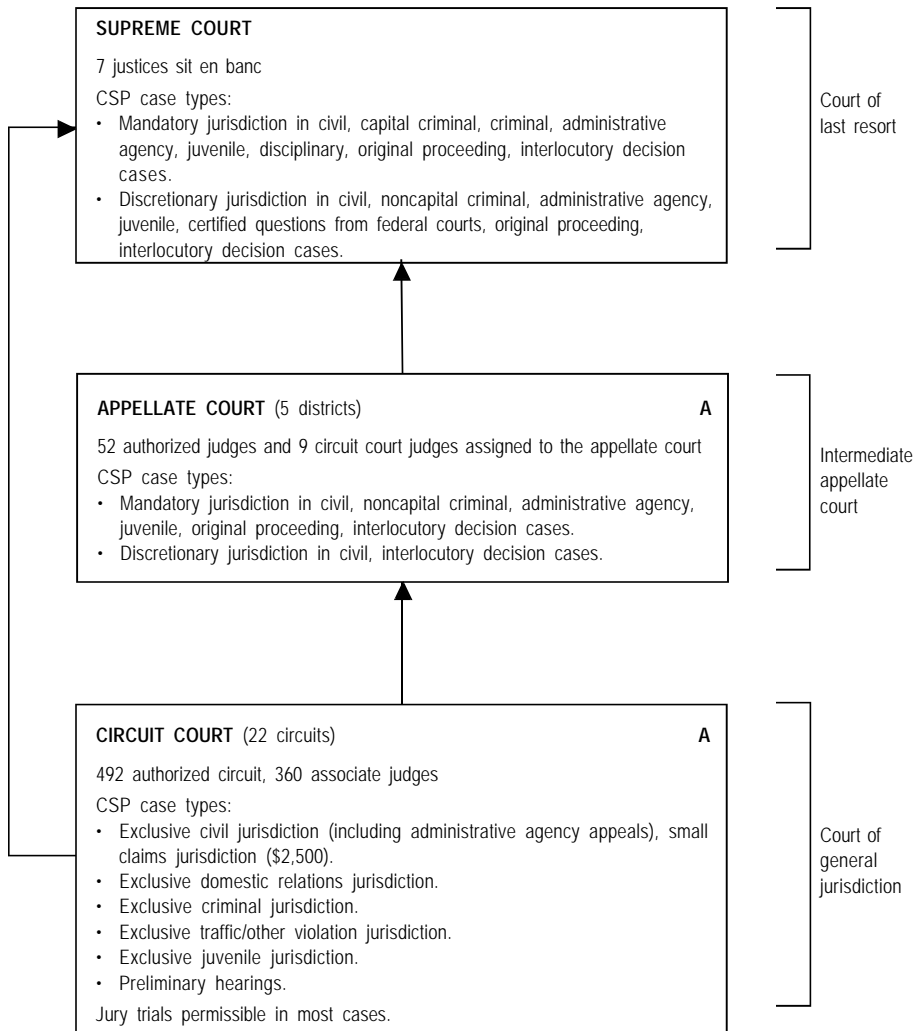 SUPREME COURT
7 justices sit en banc
CSP case types:
• Mandatory jurisdiction in civil, capital criminal, criminal, administrative
agency, juvenile, disciplinary, original proceeding, interlocutory decision
cases.
• Discretionary jurisdiction in civil, noncapital criminal, administrative agency,
juvenile, certified questions from federal courts, original proceeding,
interlocutory decision cases.
Court of
last resort
APPELLATE COURT (5 districts) A
52 authorized judges and 9 circuit court judges assigned to the appellate court
CSP case types:
• Mandatory jurisdiction in civil, noncapital criminal, administrative agency,
juvenile, original proceeding, interlocutory decision cases.
• Discretionary jurisdiction in civil, interlocutory decision cases.
Intermediate
appellate
court
CIRCUIT COURT (22 circuits) A
492 authorized circuit, 360 associate judges
CSP case types:
• Exclusive civil jurisdiction (including administrative agency appeals), small
claims jurisdiction ($2,500).
• Exclusive domestic relations jurisdiction.
• Exclusive criminal jurisdiction.
• Exclusive traffic/other violation jurisdiction.
• Exclusive juvenile jurisdiction.
• Preliminary hearings.
Jury trials permissible in most cases.
Court of
general
jurisdiction